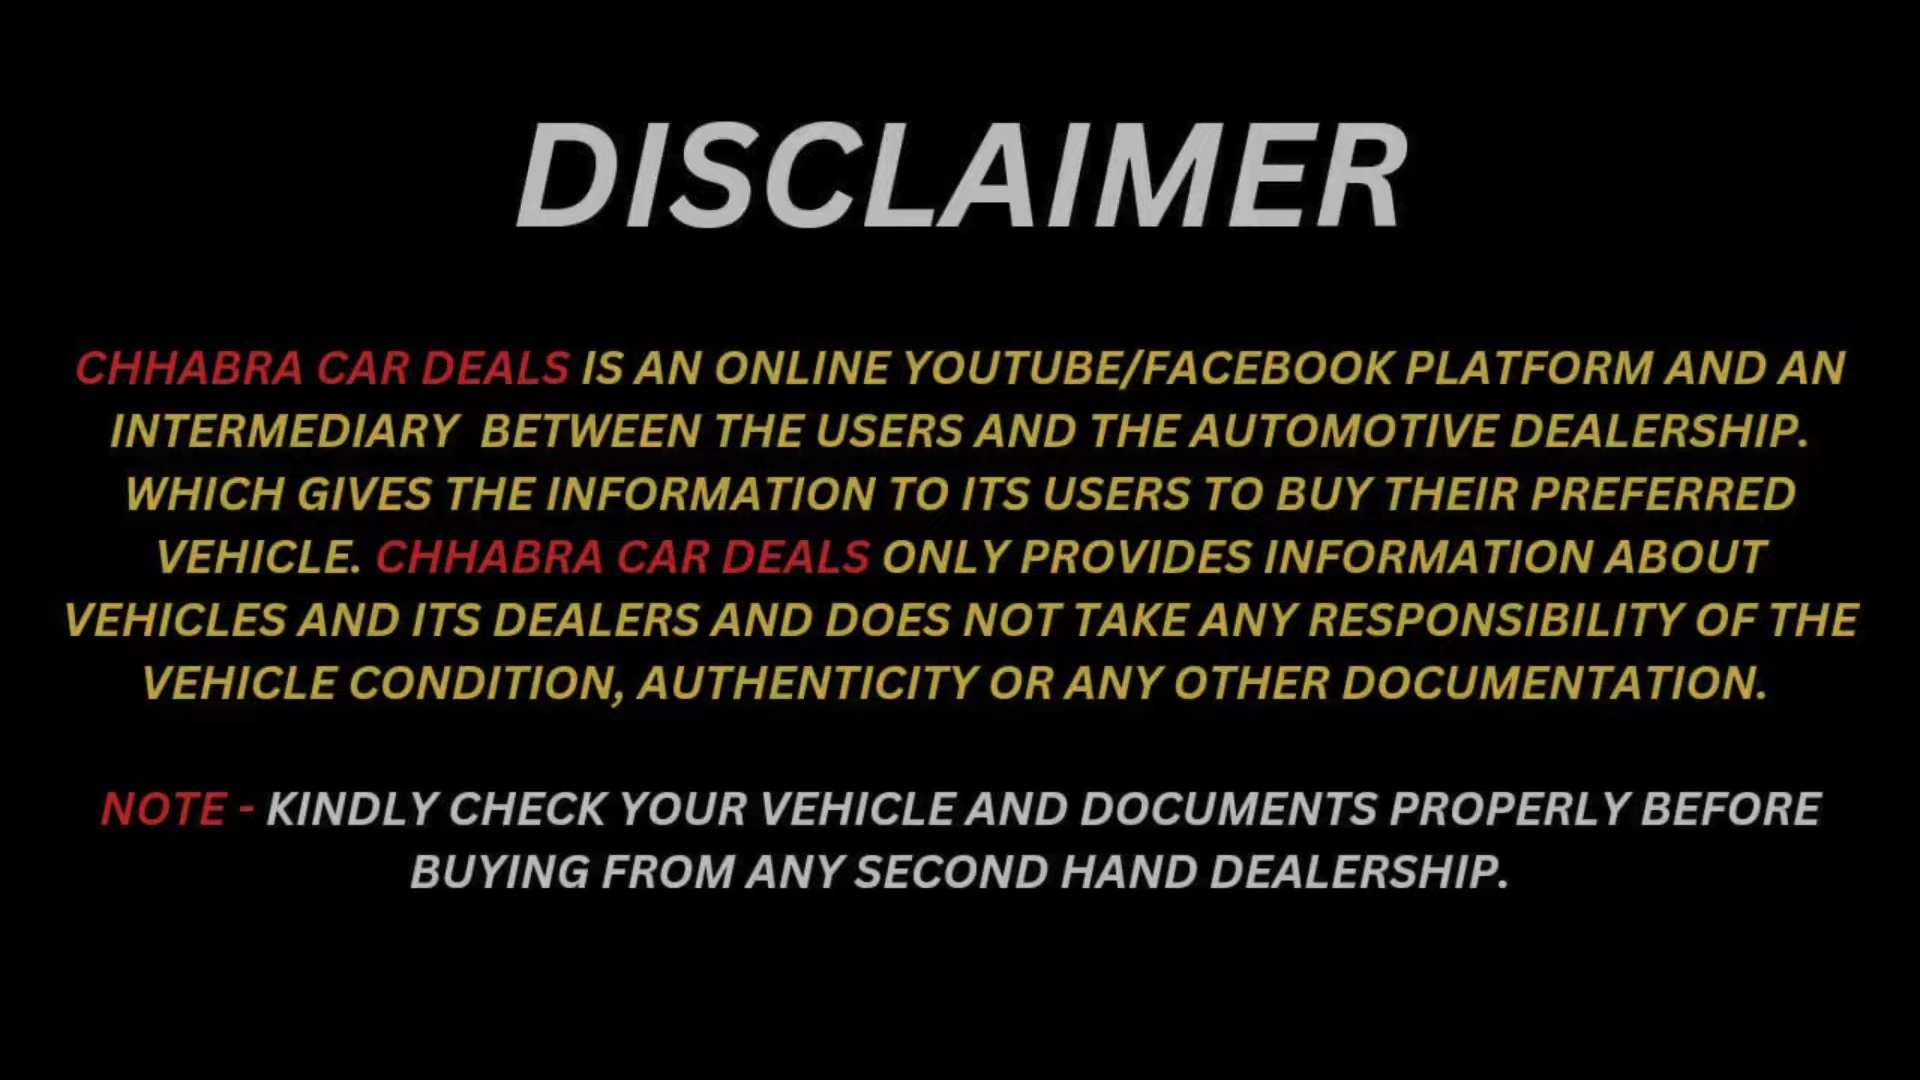 DISCLAIMER
CHHABRA CAR DEALS IS AN ONLINE YOUTUBE/FACEBOOK PLATFORM AND AN
INTERMEDIARY BETWEEN THE USERS AND THE AUTOMOTIVE DEALERSHIP.
WHICH GIVES THE INFORMATION TO ITS USERS TO BUY THEIR PREFERRED
VEHICLE. CHHABRA CAR DEALS ONLY PROVIDES INFORMATION ABOUT
VEHICLES AND ITS DEALERS AND DOES NOT TAKE ANY RESPONSIBILITY OF THE
VEHICLE CONDITION, AUTHENTICITY OR ANY OTHER DOCUMENTATION.
NOTE - KINDLY CHECK YOUR VEHICLE AND DOCUMENTS PROPERLY BEFORE
BUYING FROM ANY SECOND HAND DEALERSHIP.